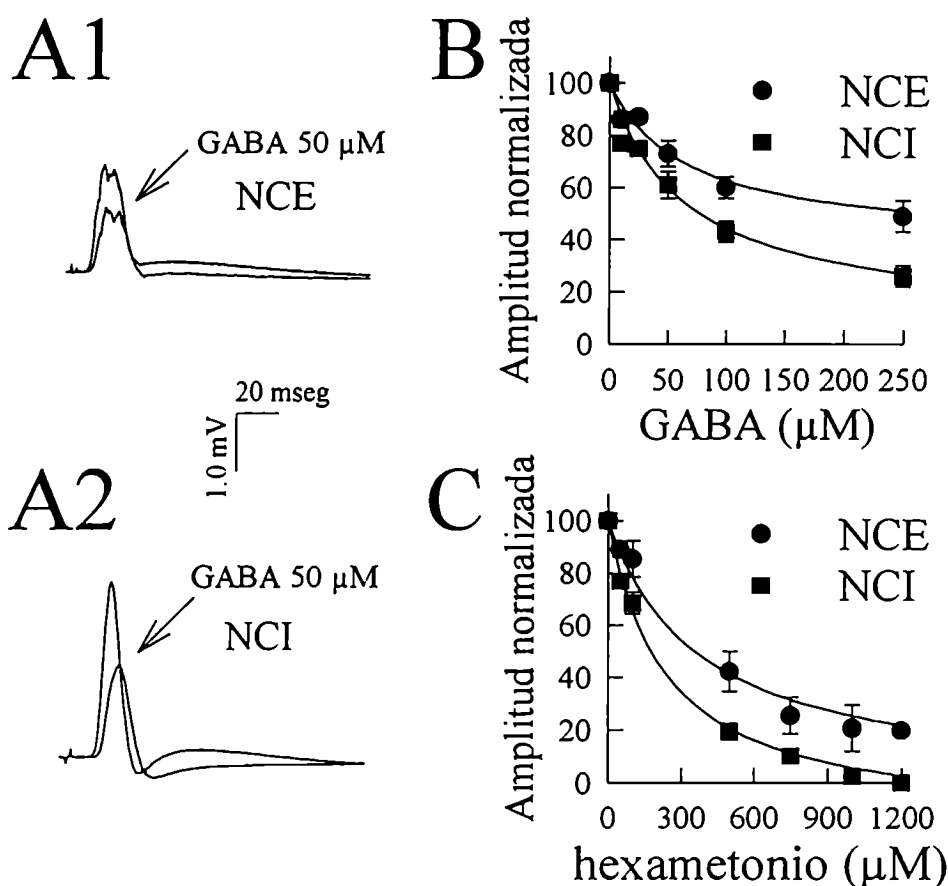 A1
GABA 50 µM
NCE
20 mseg
1.0 mV
A2
GABA 50 µM
NCI
B
Amplitud normalizada
100
80
60
40
20
0
NCE
NCI
0 50 100 150 200 250
GABA (µM)
C
Amplitud normalizada
100
80
60
40
20
0
NCE
NCI
0 300 600 900 1200
hexametonio (µM)